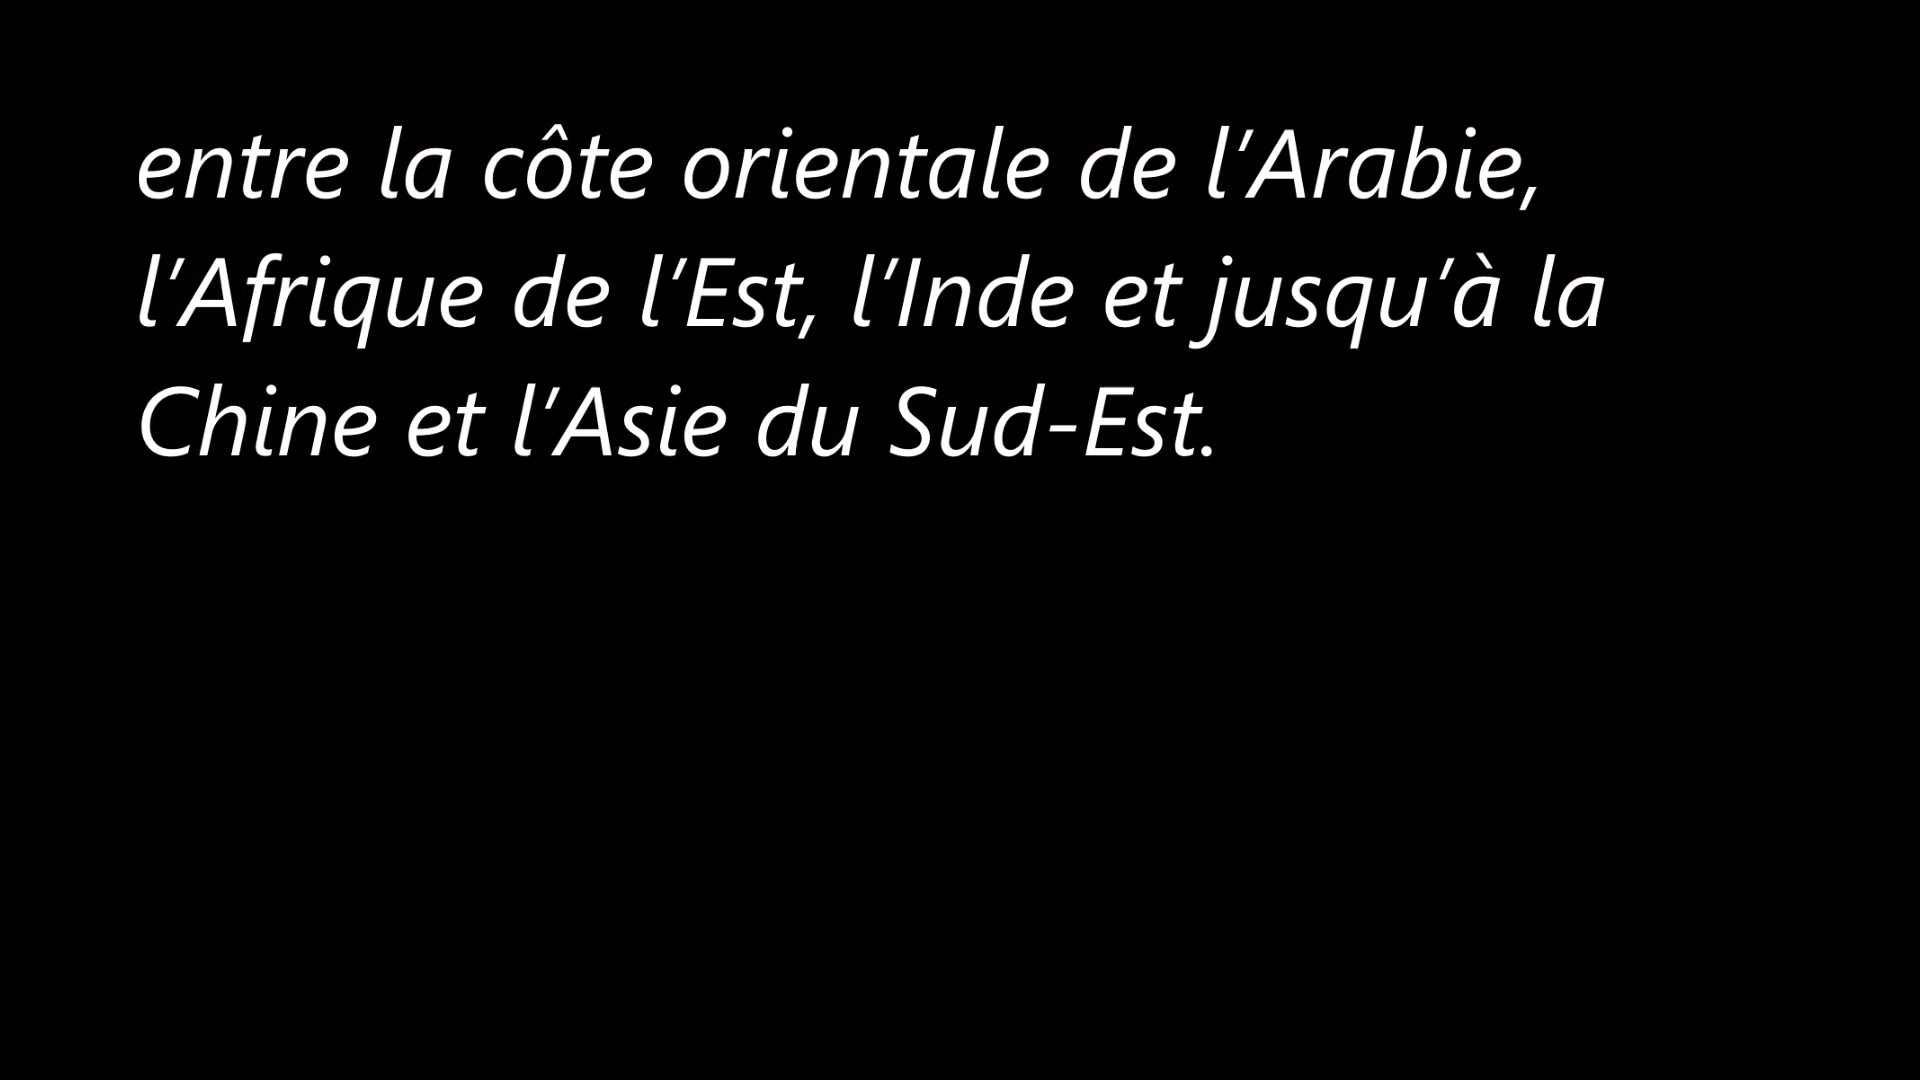 entre la côte orientale de l’Arabie,
l’Afrique de l’Est, l’Inde et jusqu’à la
Chine et l’Asie du Sud-Est.